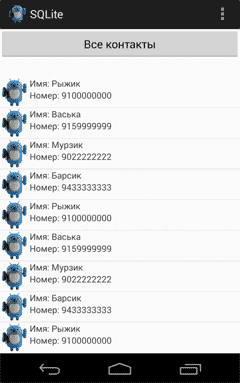 SQLite
Все контакты
Имя: Рыжик
Номер: 9100000000
Имя: Васька
Номер: 9159999999
Имя: Мурзик
Номер: 9022222222
Имя: Барсик
Номер: 9433333333
Имя: Рыжик
Номер: 9100000000
Имя: Васька
Номер: 9159999999
Имя: Мурзик
Номер: 9022222222
Имя: Барсик
Номер: 9433333333
Имя: Рыжик
Номер: 9100000000